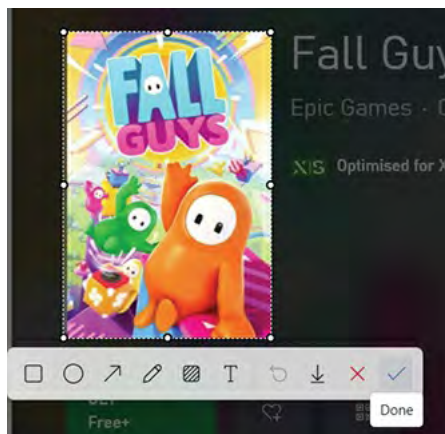 FALL
GUYS
Fall Guy
Epic Games ·
X|S Optimised for X
T
Done
Free+